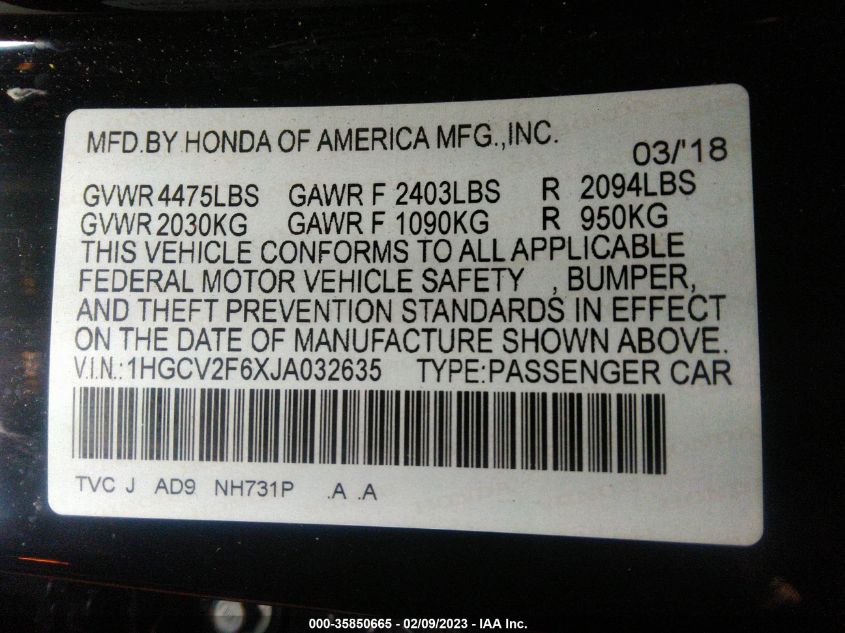 MFD.BY HONDA OF AMERICA MFG.,INC. 03/'18
GVWR 4475LBS GAWR F 2403LBS R 2094LBS
GVWR 2030KG GAWR F 1090KG R 950KG
THIS VEHICLE CONFORMS TO ALL APPLICABLE
FEDERAL MOTOR VEHICLE SAFETY , BUMPER,
AND THEFT PREVENTION STANDARDS IN EFFECT
ON THE DATE OF MANUFACTURE SHOWN ABOVE.
V.I.N.:1HGCV2F6XJA032635 TYPE:PASSENGER CAR
TVC J AD9 NH731P .A .A
000-35850665 - 02/09/2023 - IAA Inc.